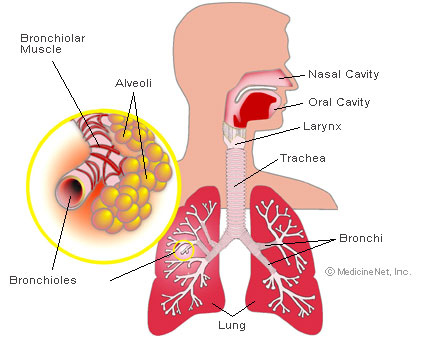 Bronchiolar
Muscle
Alveoli
Nasal Cavity
Oral Cavity
Larynx
Trachea
Bronchi
© MedicineNet, Inc.
Bronchioles
Lung